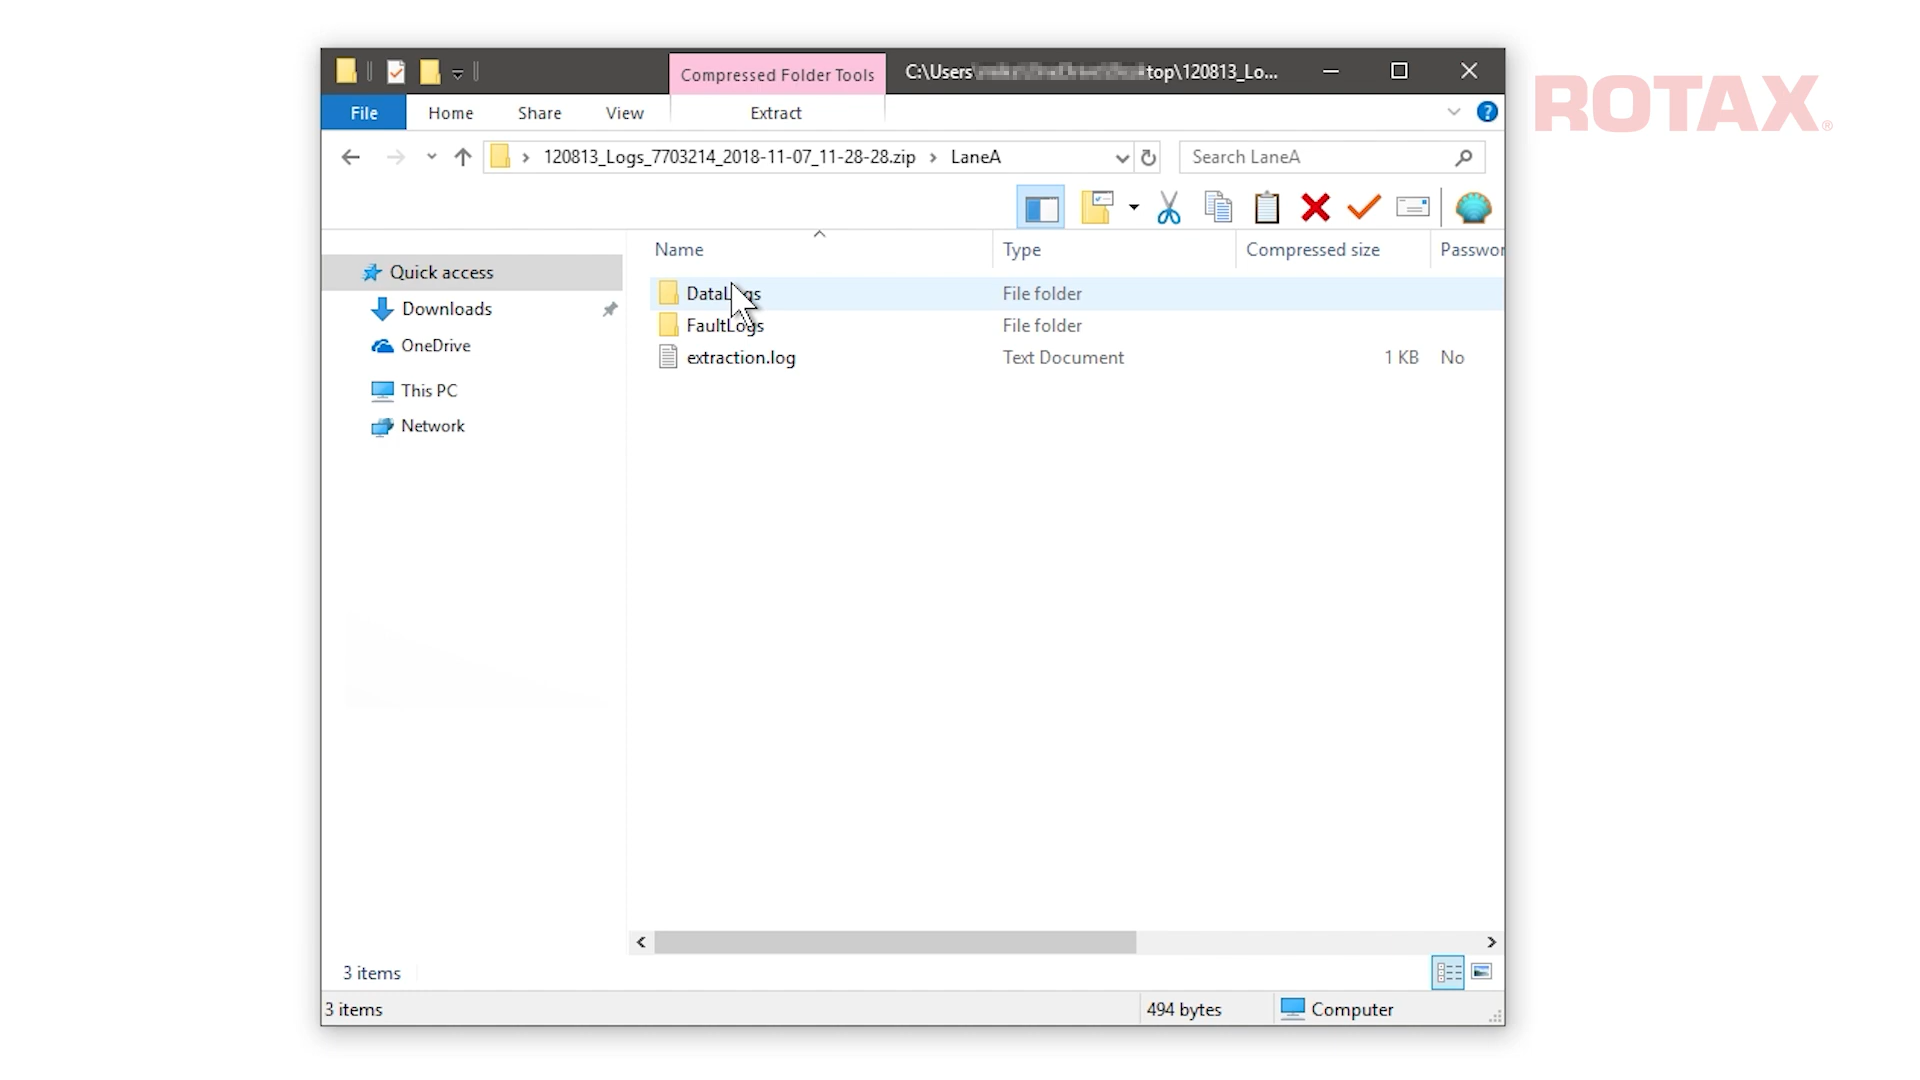 Compressed Folder Tools
C:\Users
top\120813_Lo...
ROTAX®
File
Home
Share
View
Extract
?
120813_Logs_7703214_2018-11-07_11-28-28.zip
LaneA
Search LaneA
Name
Type
Compressed size
Passwor
Quick access
Downloads
OneDrive
This PC
Network
DataLogs
File folder
FaultLogs
File folder
extraction.log
Text Document
1 KB
No
3 items
3 items
494 bytes
Computer